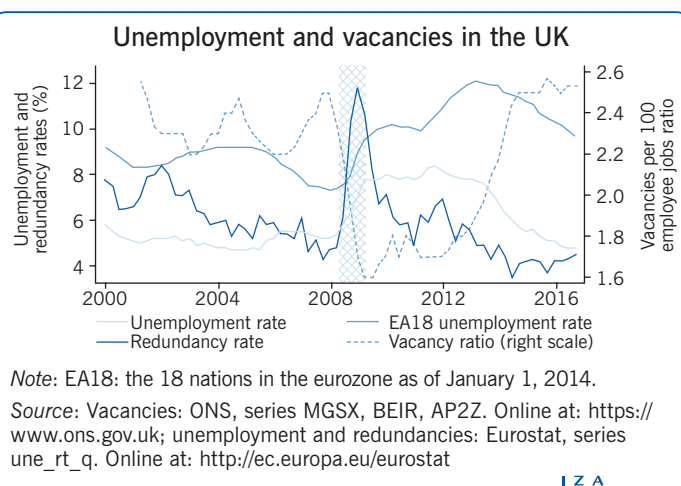 Unemployment and vacancies in the UK
Unemployment and
redundancy rates (%)
12
10
8
6
4
2.6
2.4
2.2
2.0
1.8
1.6
Vacancies per 100
employee jobs ratio
2000 2004 2008 2012 2016
Unemployment rate EA18 unemployment rate
Redundancy rate Vacancy ratio (right scale)
Note: EA18: the 18 nations in the eurozone as of January 1, 2014.
Source: Vacancies: ONS, series MGSX, BEIR, AP2Z. Online at: https://
www.ons.gov.uk; unemployment and redundancies: Eurostat, series
une_rt_q. Online at: http://ec.europa.eu/eurostat
I Z A